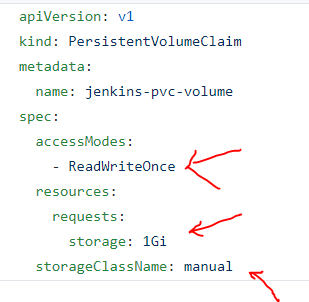 apiVersion: v1
kind: PersistentVolumeClaim
metadata:
  name: jenkins-pvc-volume
spec:
  accessModes:
    - ReadWriteOnce
  resources:
    requests:
      storage: 1Gi
  storageClassName: manual